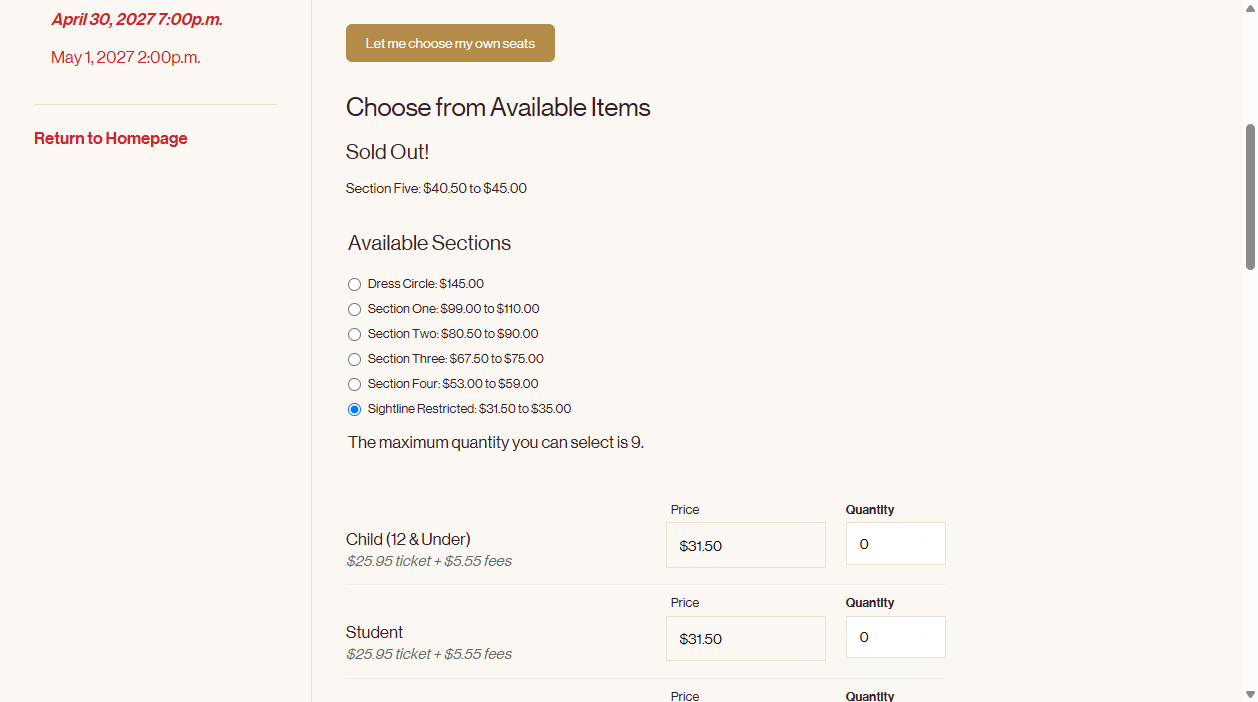 April 30, 2027 7:00p.m.
May 1, 2027 2:00p.m.
Return to Homepage
Let me choose my own seats
Choose from Available Items
Sold Out!
Section Five: $40.50 to $45.00
Available Sections
Dress Circle: $145.00
Section One: $99.00 to $110.00
Section Two: $80.50 to $90.00
Section Three: $67.50 to $75.00
Section Four: $53.00 to $59.00
Sightline Restricted: $31.50 to $35.00
The maximum quantity you can select is 9.
Price Quantity
Child (12 & Under) $31.50 0
$25.95 ticket + $5.55 fees
Price Quantity
Student $31.50 0
$25.95 ticket + $5.55 fees
Price Quantity